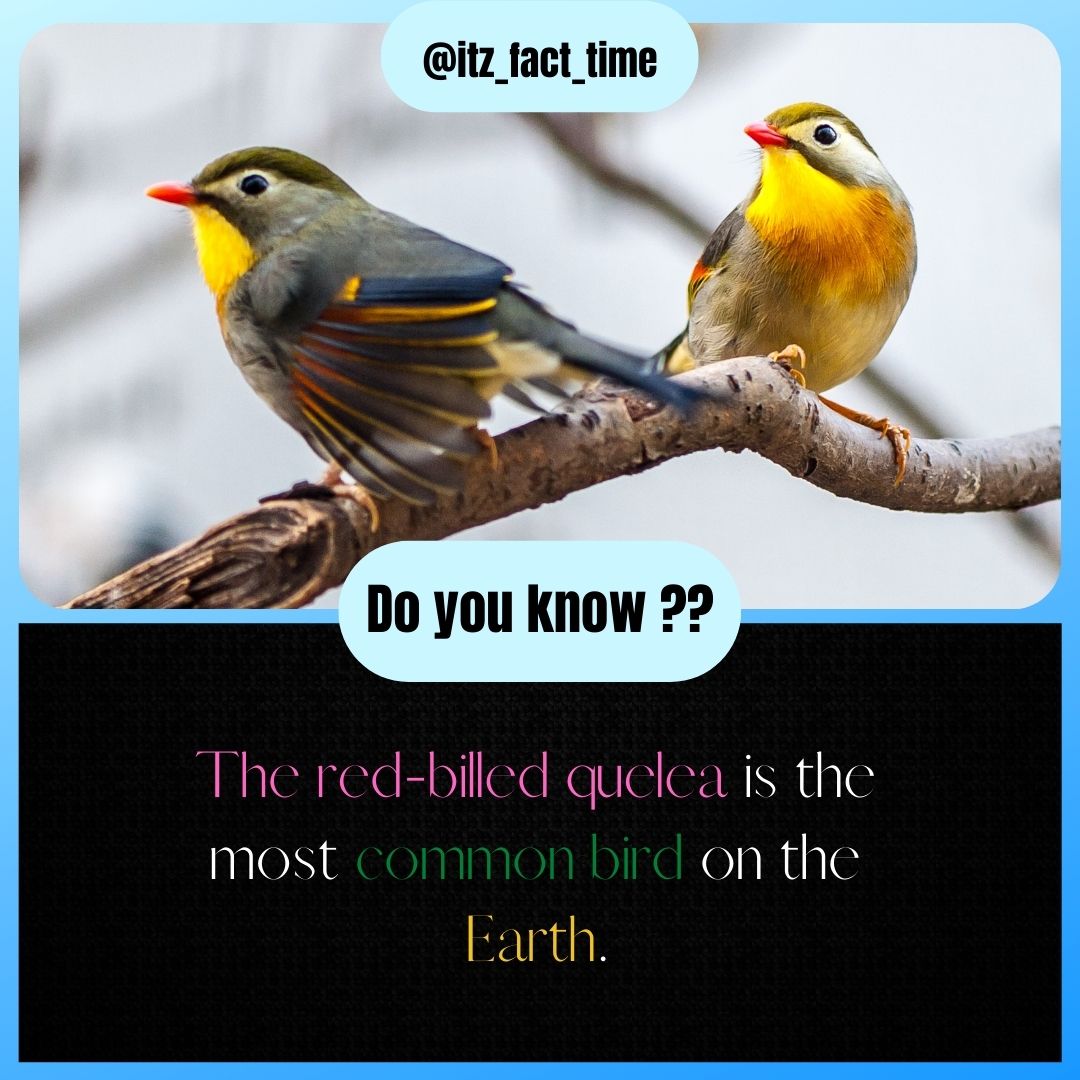 @itz_fact_time
Do you know ??
The red-billed quelea is the
most common bird on the
Earth.